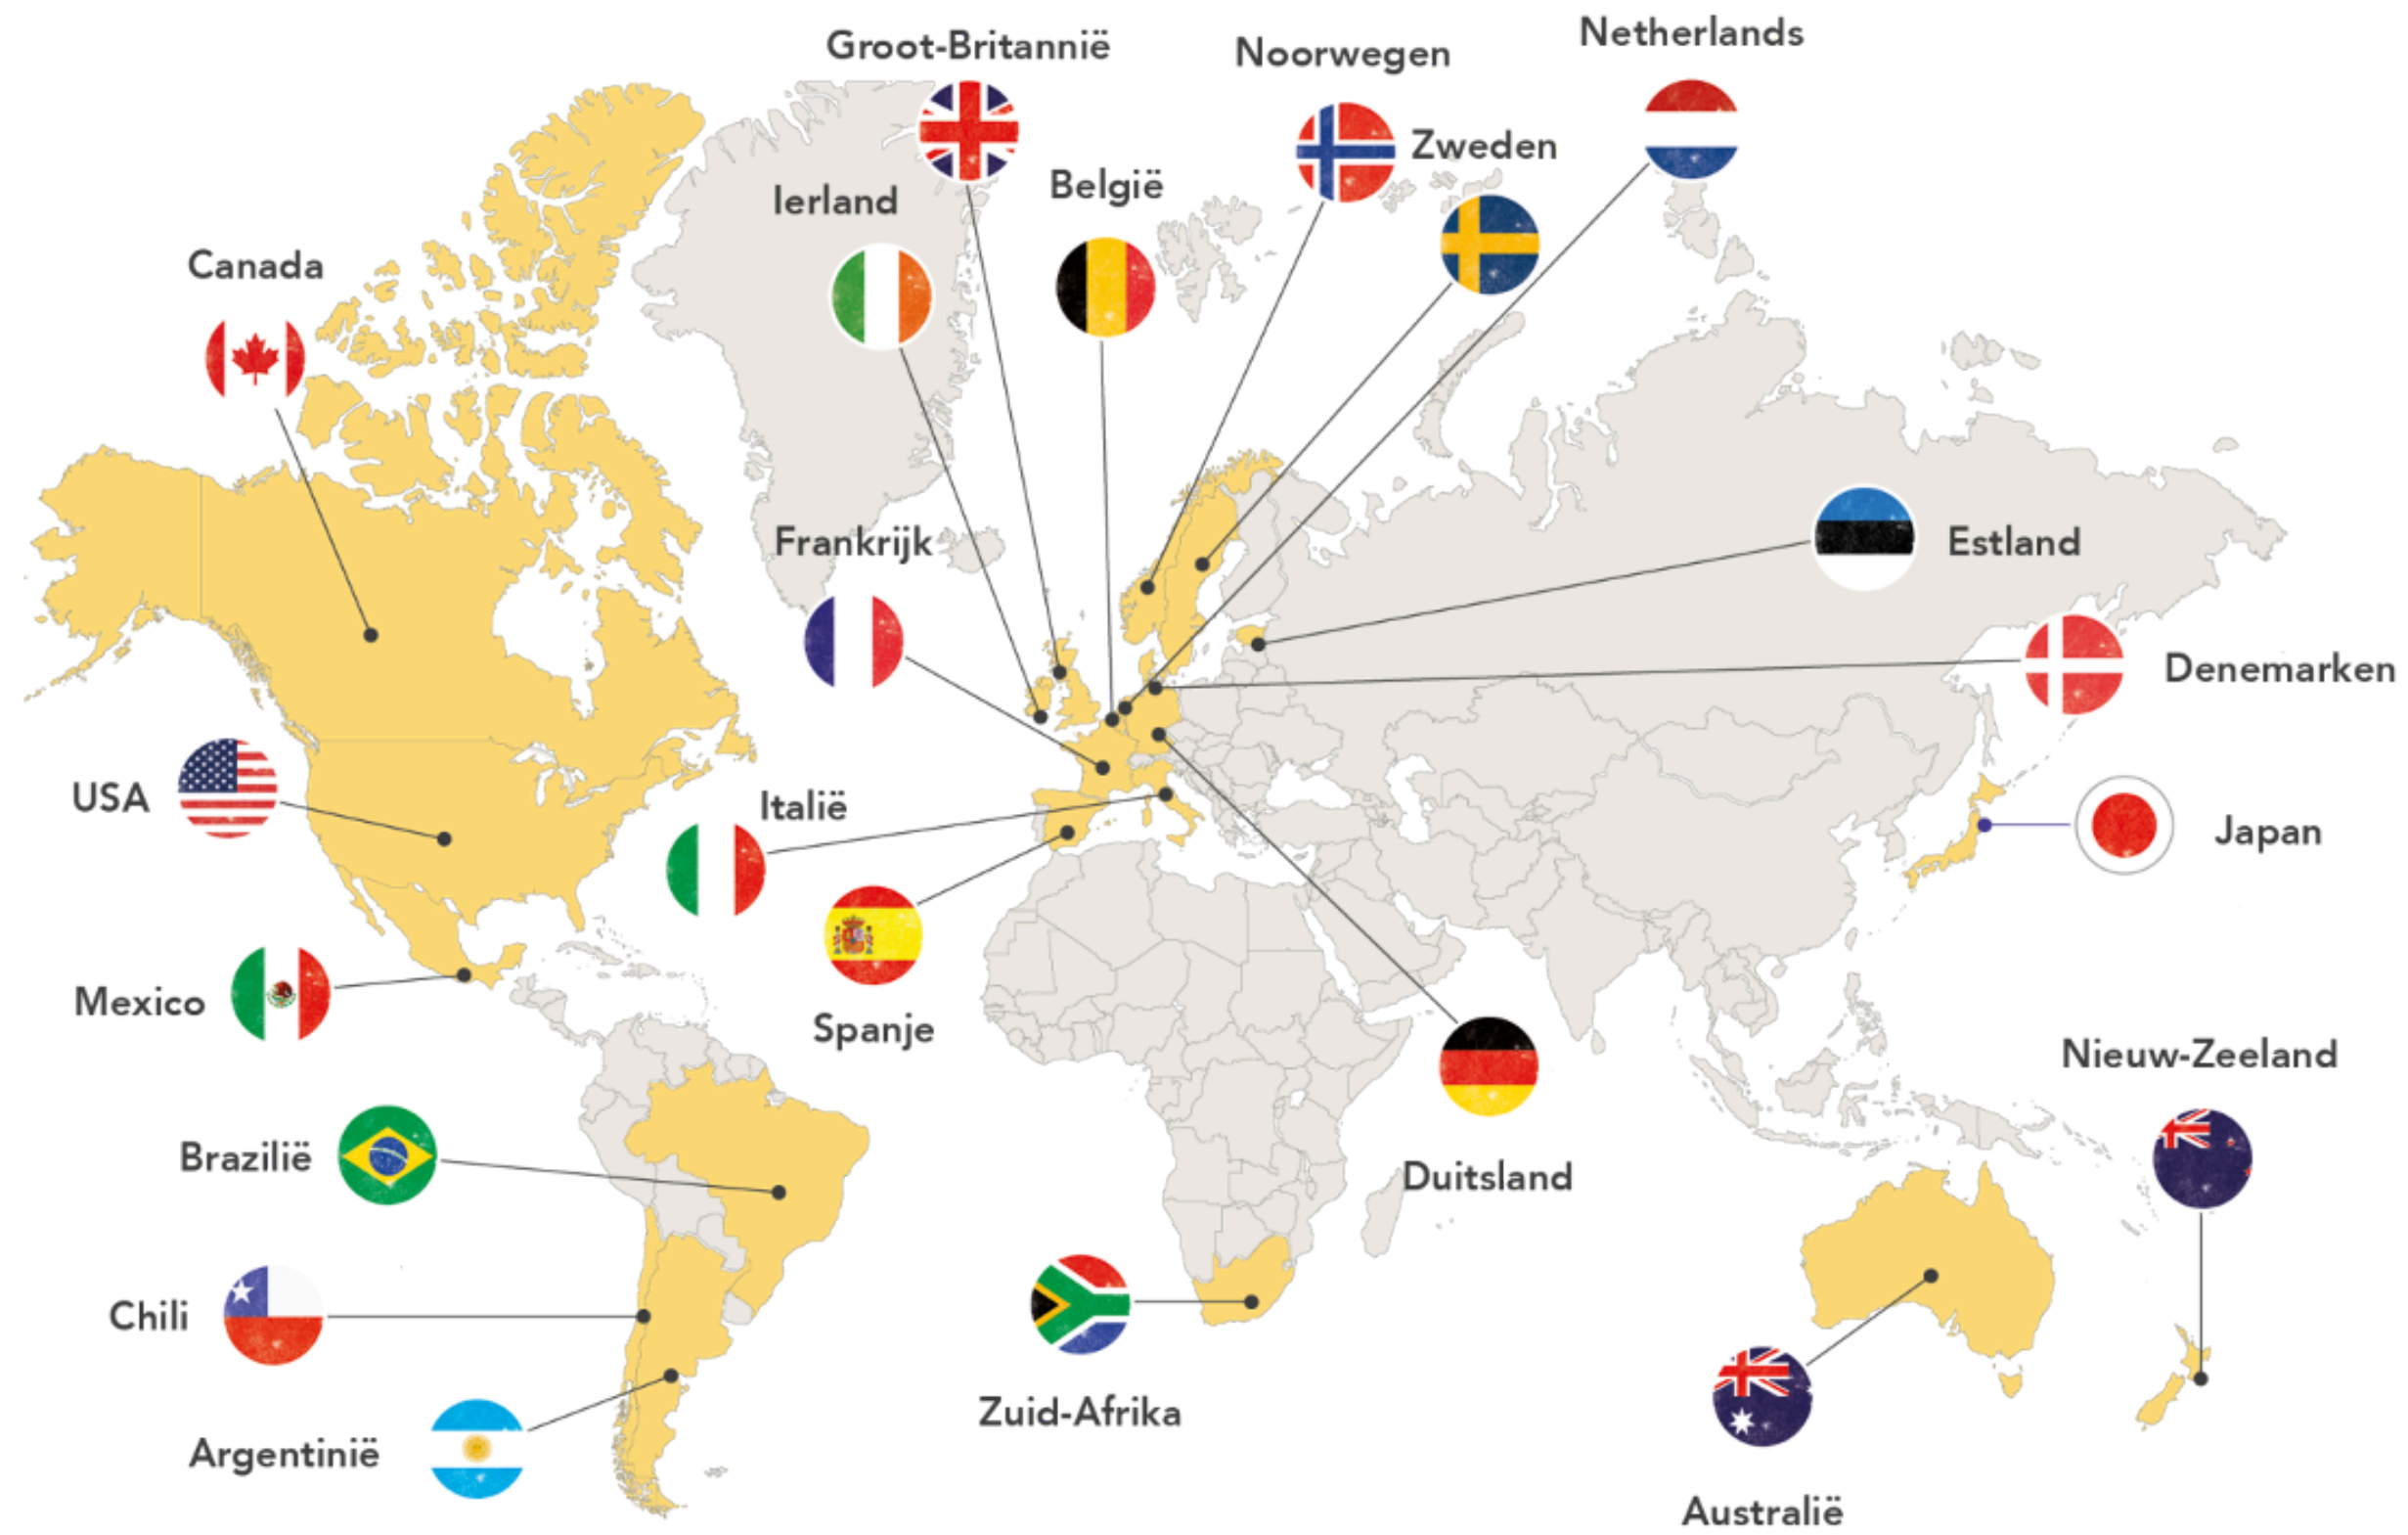 Netherlands
Groot-Britannië
Noorwegen
Zweden
België
Ierland
Canada
Frankrijk
Estland
Denemarken
USA
Italië
Japan
Mexico
Spanje
Nieuw-Zeeland
Brazilië
Duitsland
Chili
Zuid-Afrika
Argentinië
Australië